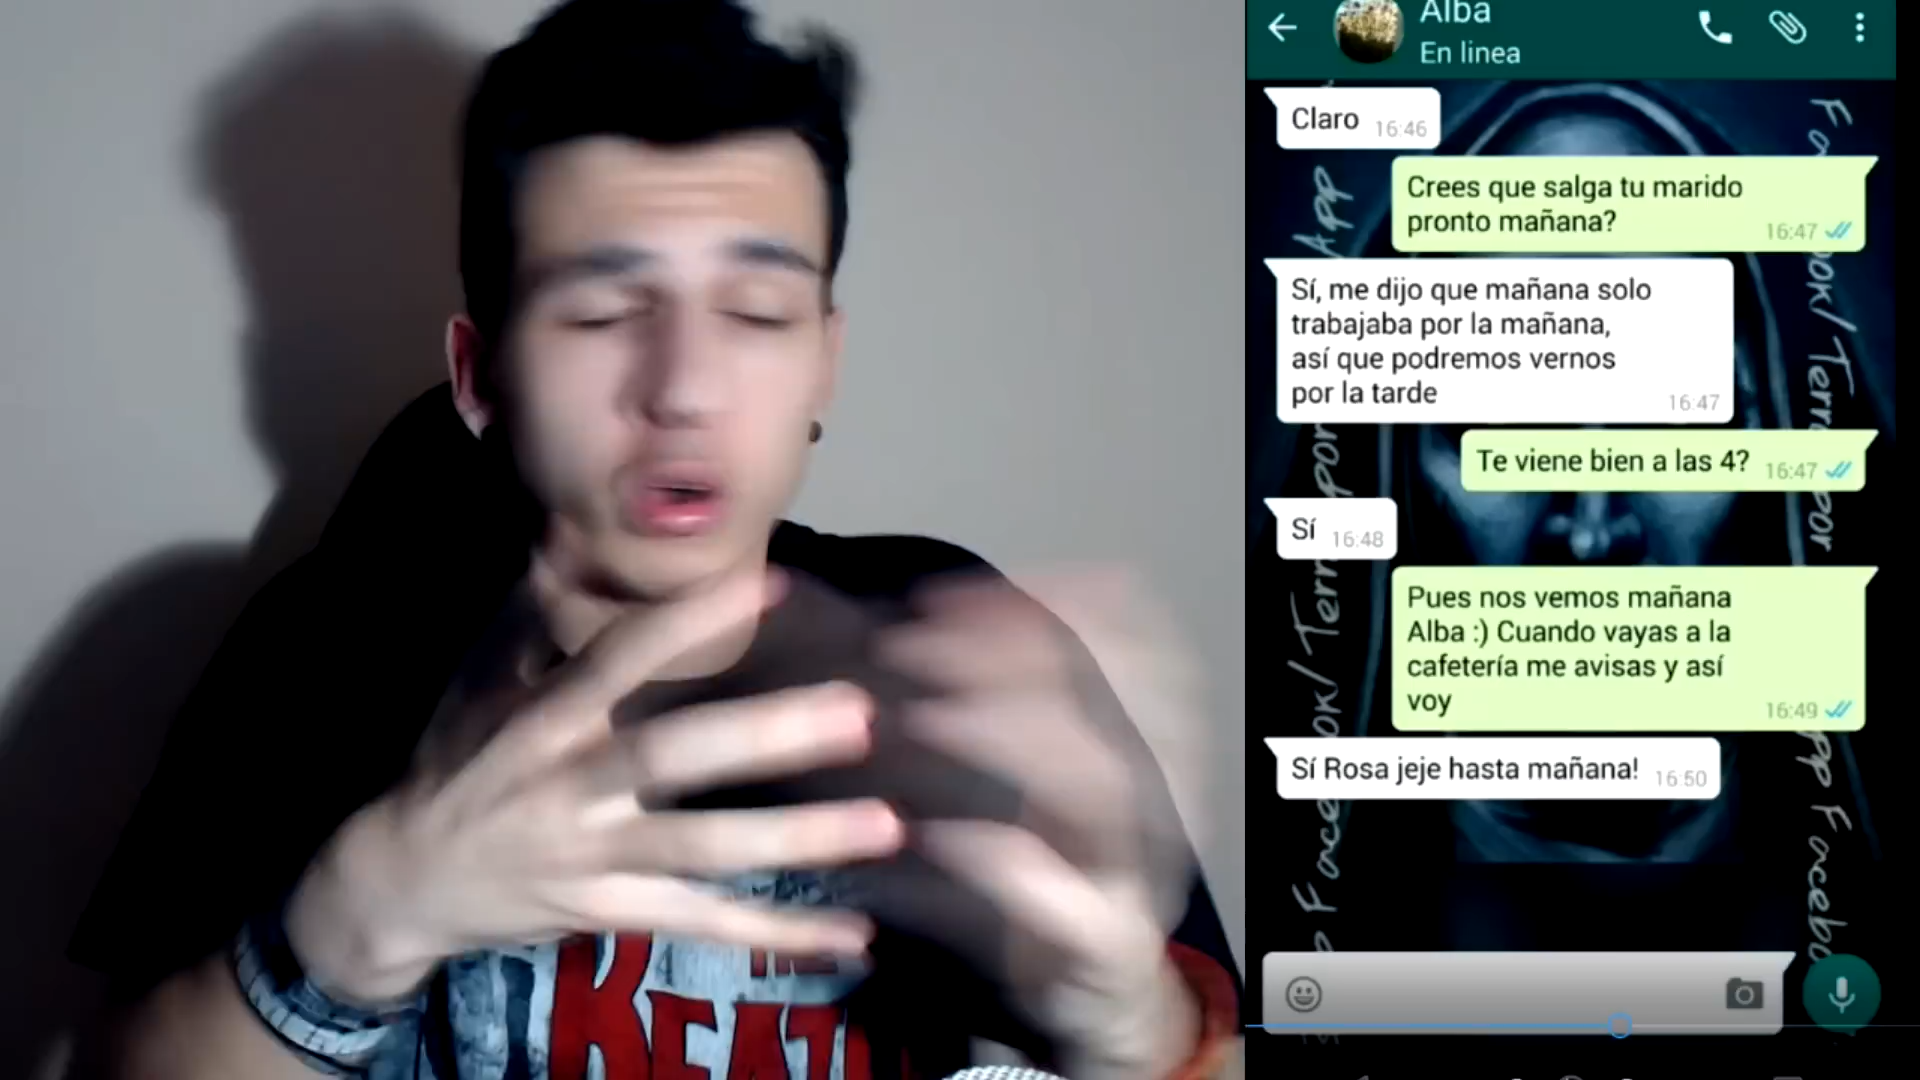 Alba
En linea
Claro 16:46
Crees que salga tu marido
pronto mañana? 16:47
Sí, me dijo que mañana solo
trabajaba por la mañana,
así que podremos vernos
por la tarde 16:47
Te viene bien a las 4? 16:47
Sí 16:48
Pues nos vemos mañana
Alba :) Cuando vayas a la
cafetería me avisas y así
voy 16:49
Sí Rosa jeje hasta mañana! 16:50